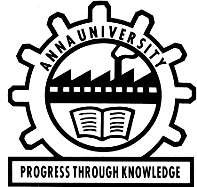 ANNA UNIVERSITY
PROGRESS THROUGH KNOWLEDGE